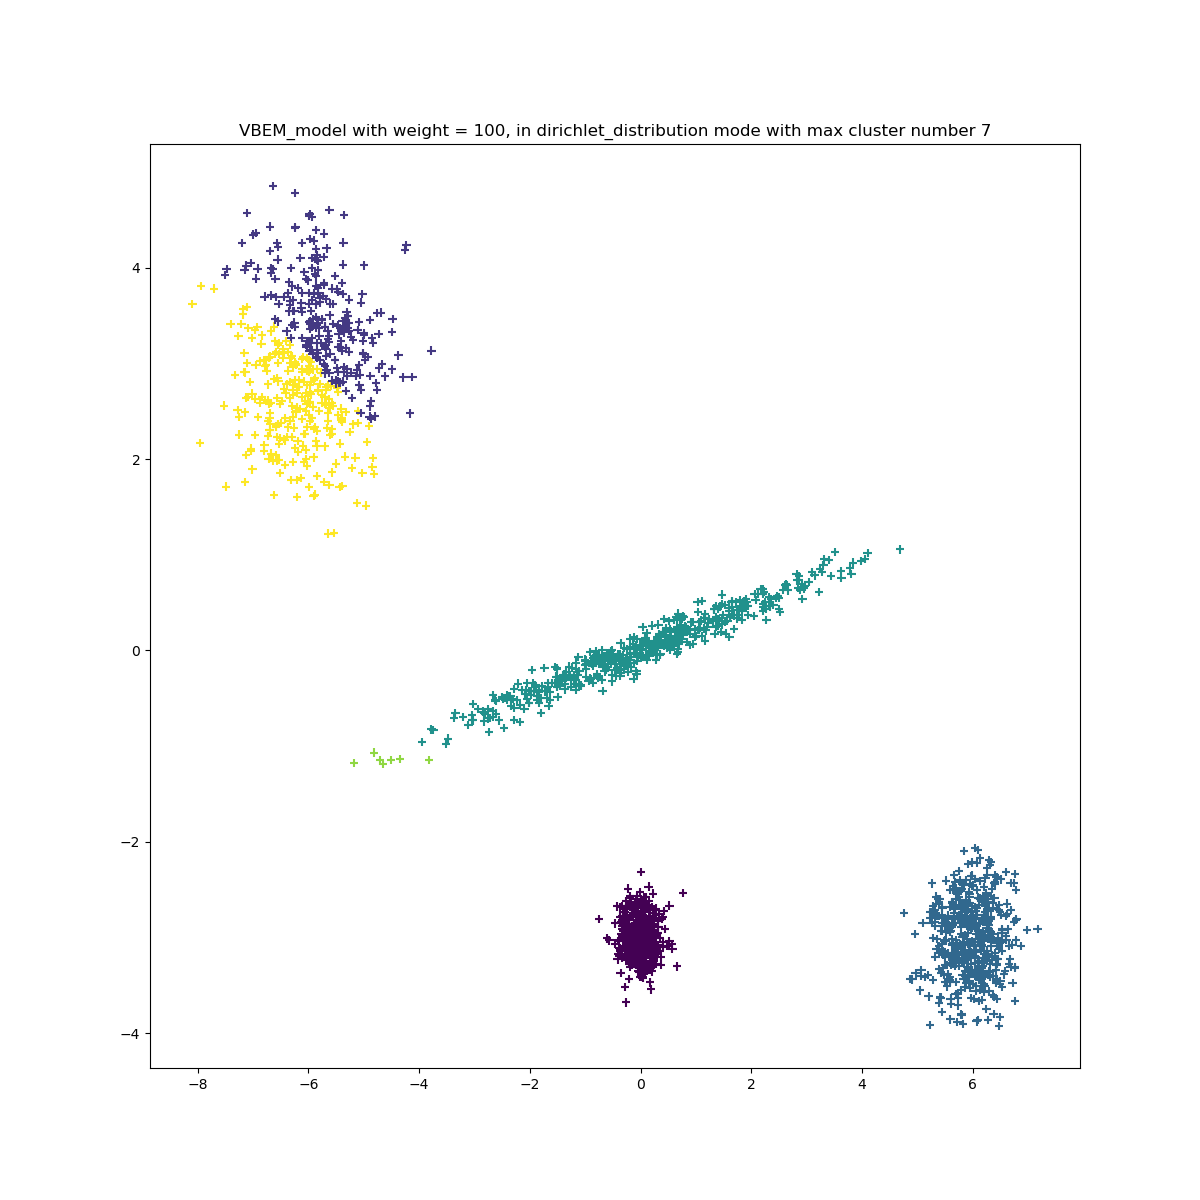 VBEM_model with weight = 100, in dirichlet_distribution mode with max cluster number 7
4
2
0
−2
−4
−8 −6 −4 −2 0 2 4 6